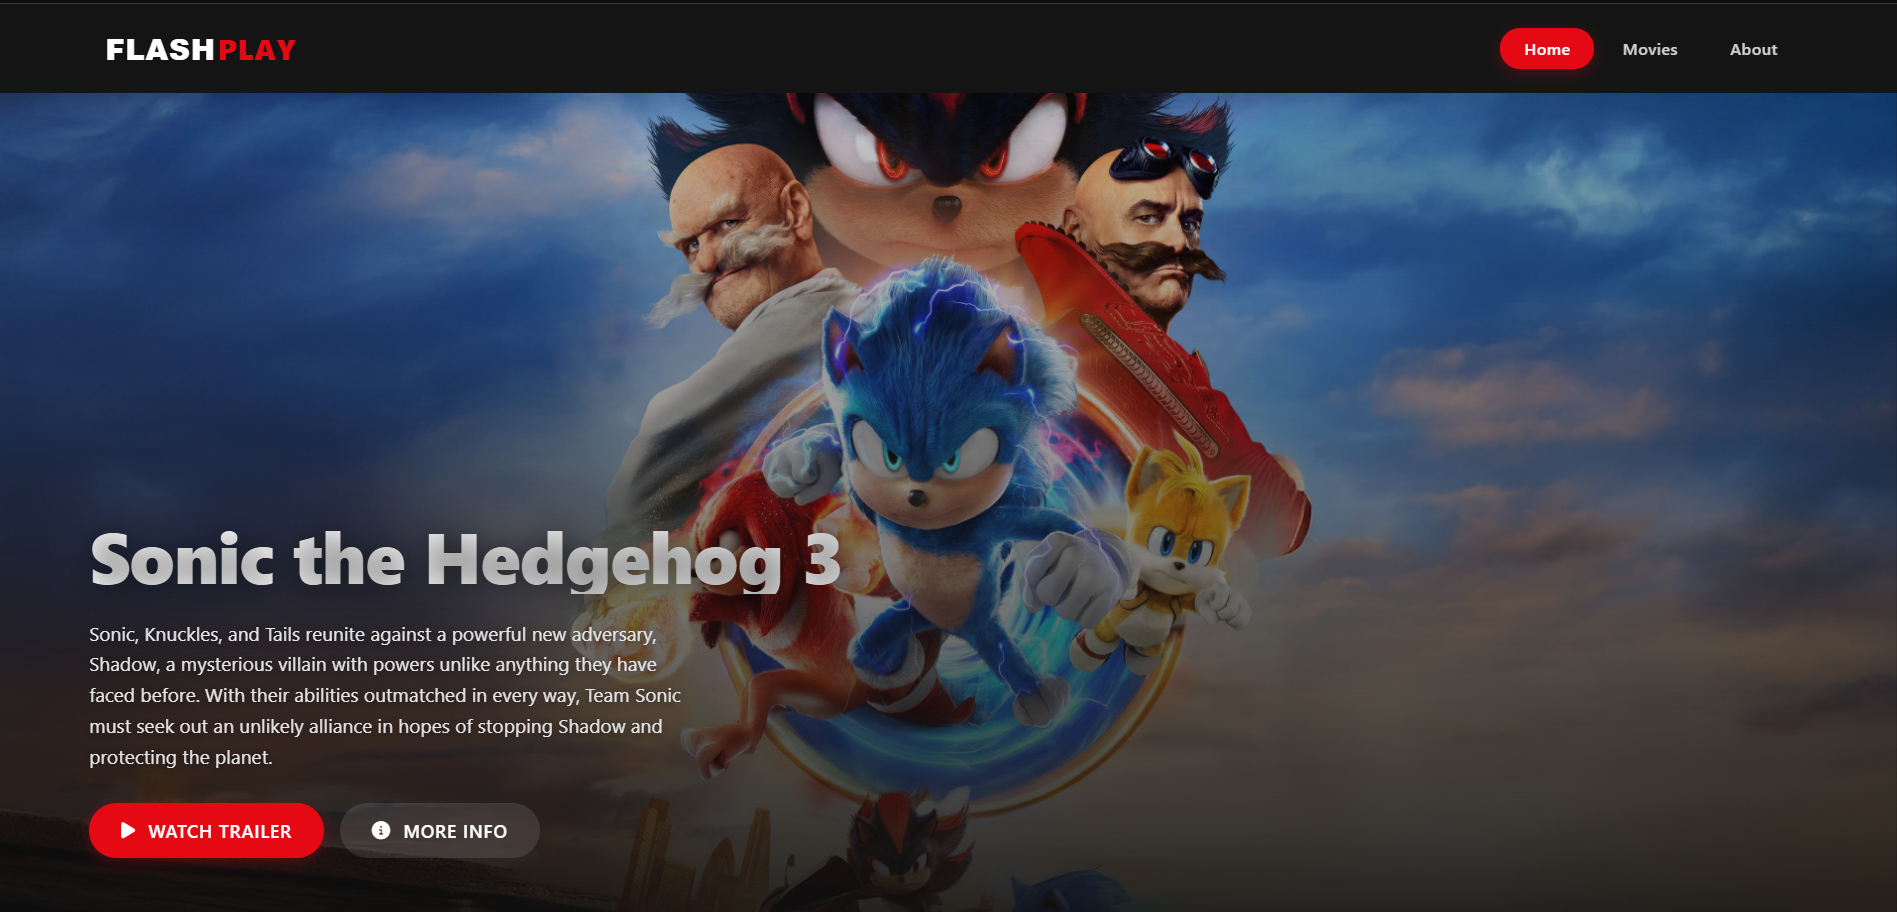 FLASHPLAY
Home
Movies
About
Sonic the Hedgehog 3
Sonic, Knuckles, and Tails reunite against a powerful new adversary,
Shadow, a mysterious villain with powers unlike anything they have
faced before. With their abilities outmatched in every way, Team Sonic
must seek out an unlikely alliance in hopes of stopping Shadow and
protecting the planet.
WATCH TRAILER
MORE INFO